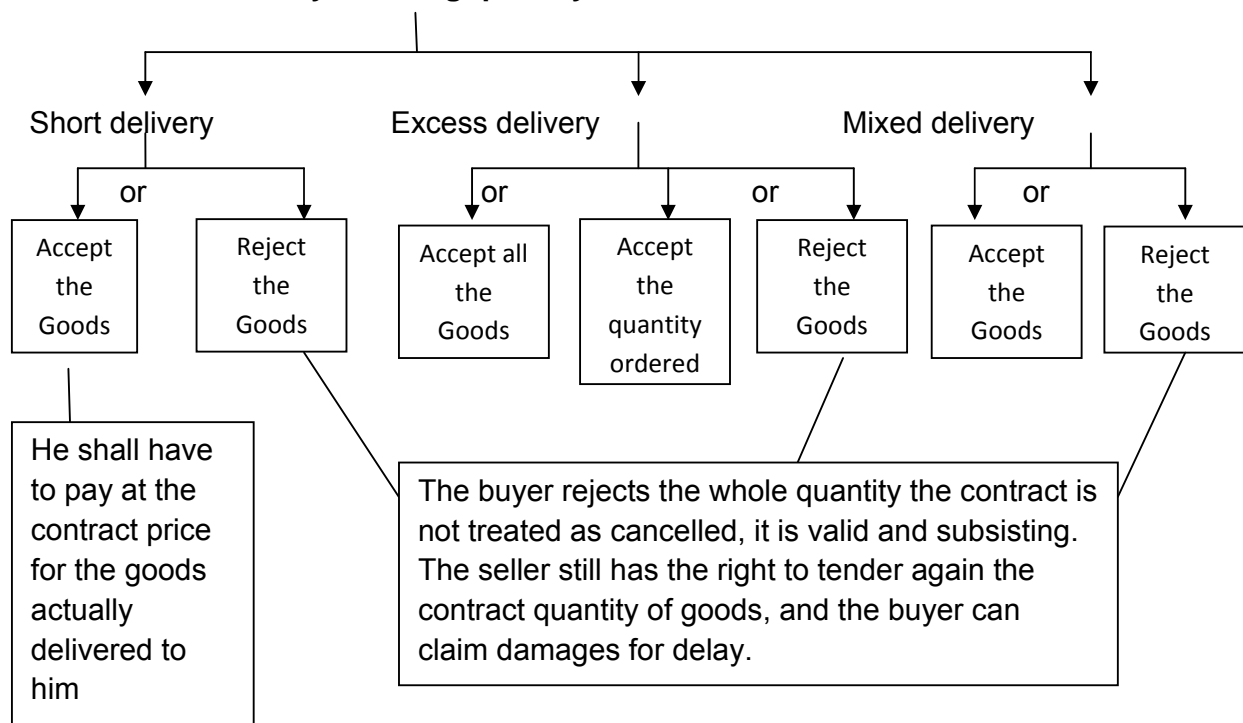 Short delivery
Excess delivery
Mixed delivery
or
or
or
or
Accept
the
Goods
Reject
the
Goods
Accept all
the
Goods
Accept
the
quantity
ordered
Reject
the
Goods
Accept
the
Goods
Reject
the
Goods
He shall have
to pay at the
contract price
for the goods
actually
delivered to
him
The buyer rejects the whole quantity the contract is
not treated as cancelled, it is valid and subsisting.
The seller still has the right to tender again the
contract quantity of goods, and the buyer can
claim damages for delay.